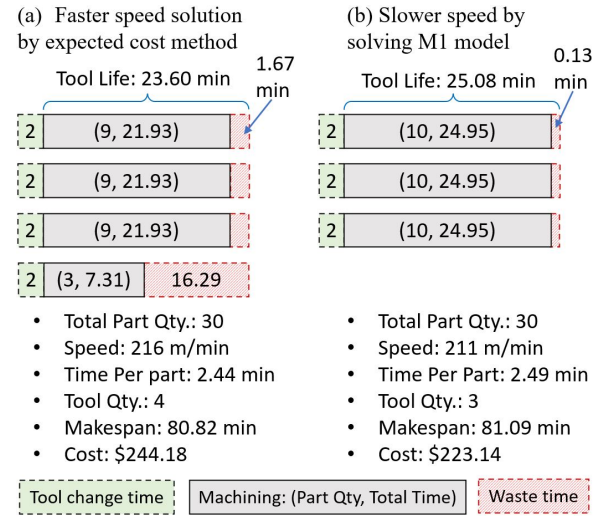 (a) Faster speed solution
by expected cost method
Tool Life: 23.60 min
1.67
min
2 (9, 21.93)
2 (9, 21.93)
2 (9, 21.93)
2 (3, 7.31) 16.29
• Total Part Qty.: 30
• Speed: 216 m/min
• Time Per part: 2.44 min
• Tool Qty.: 4
• Makespan: 80.82 min
• Cost: $244.18
(b) Slower speed by
solving M1 model
0.13
min
Tool Life: 25.08 min
2 (10, 24.95)
2 (10, 24.95)
2 (10, 24.95)
• Total Part Qty.: 30
• Speed: 211 m/min
• Time Per Part: 2.49 min
• Tool Qty.: 3
• Makespan: 81.09 min
• Cost: $223.14
Tool change time
Machining: (Part Qty, Total Time)
Waste time